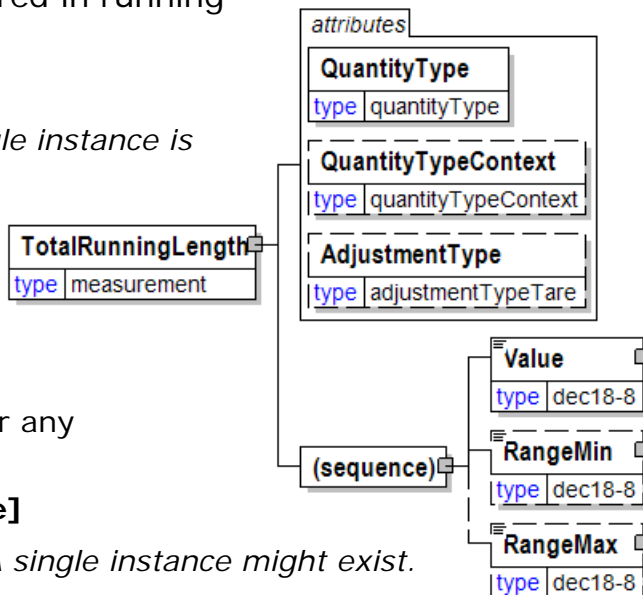 red in running
attributes
QuantityType
type quantityType
gle instance is
QuantityTypeContext
type quantityTypeContext
TotalRunningLength
type measurement
AdjustmentType
type adjustmentTypeTare
Value
type dec18-8
r any
(sequence)
RangeMin
type dec18-8
e]
A single instance might exist.
RangeMax
type dec18-8